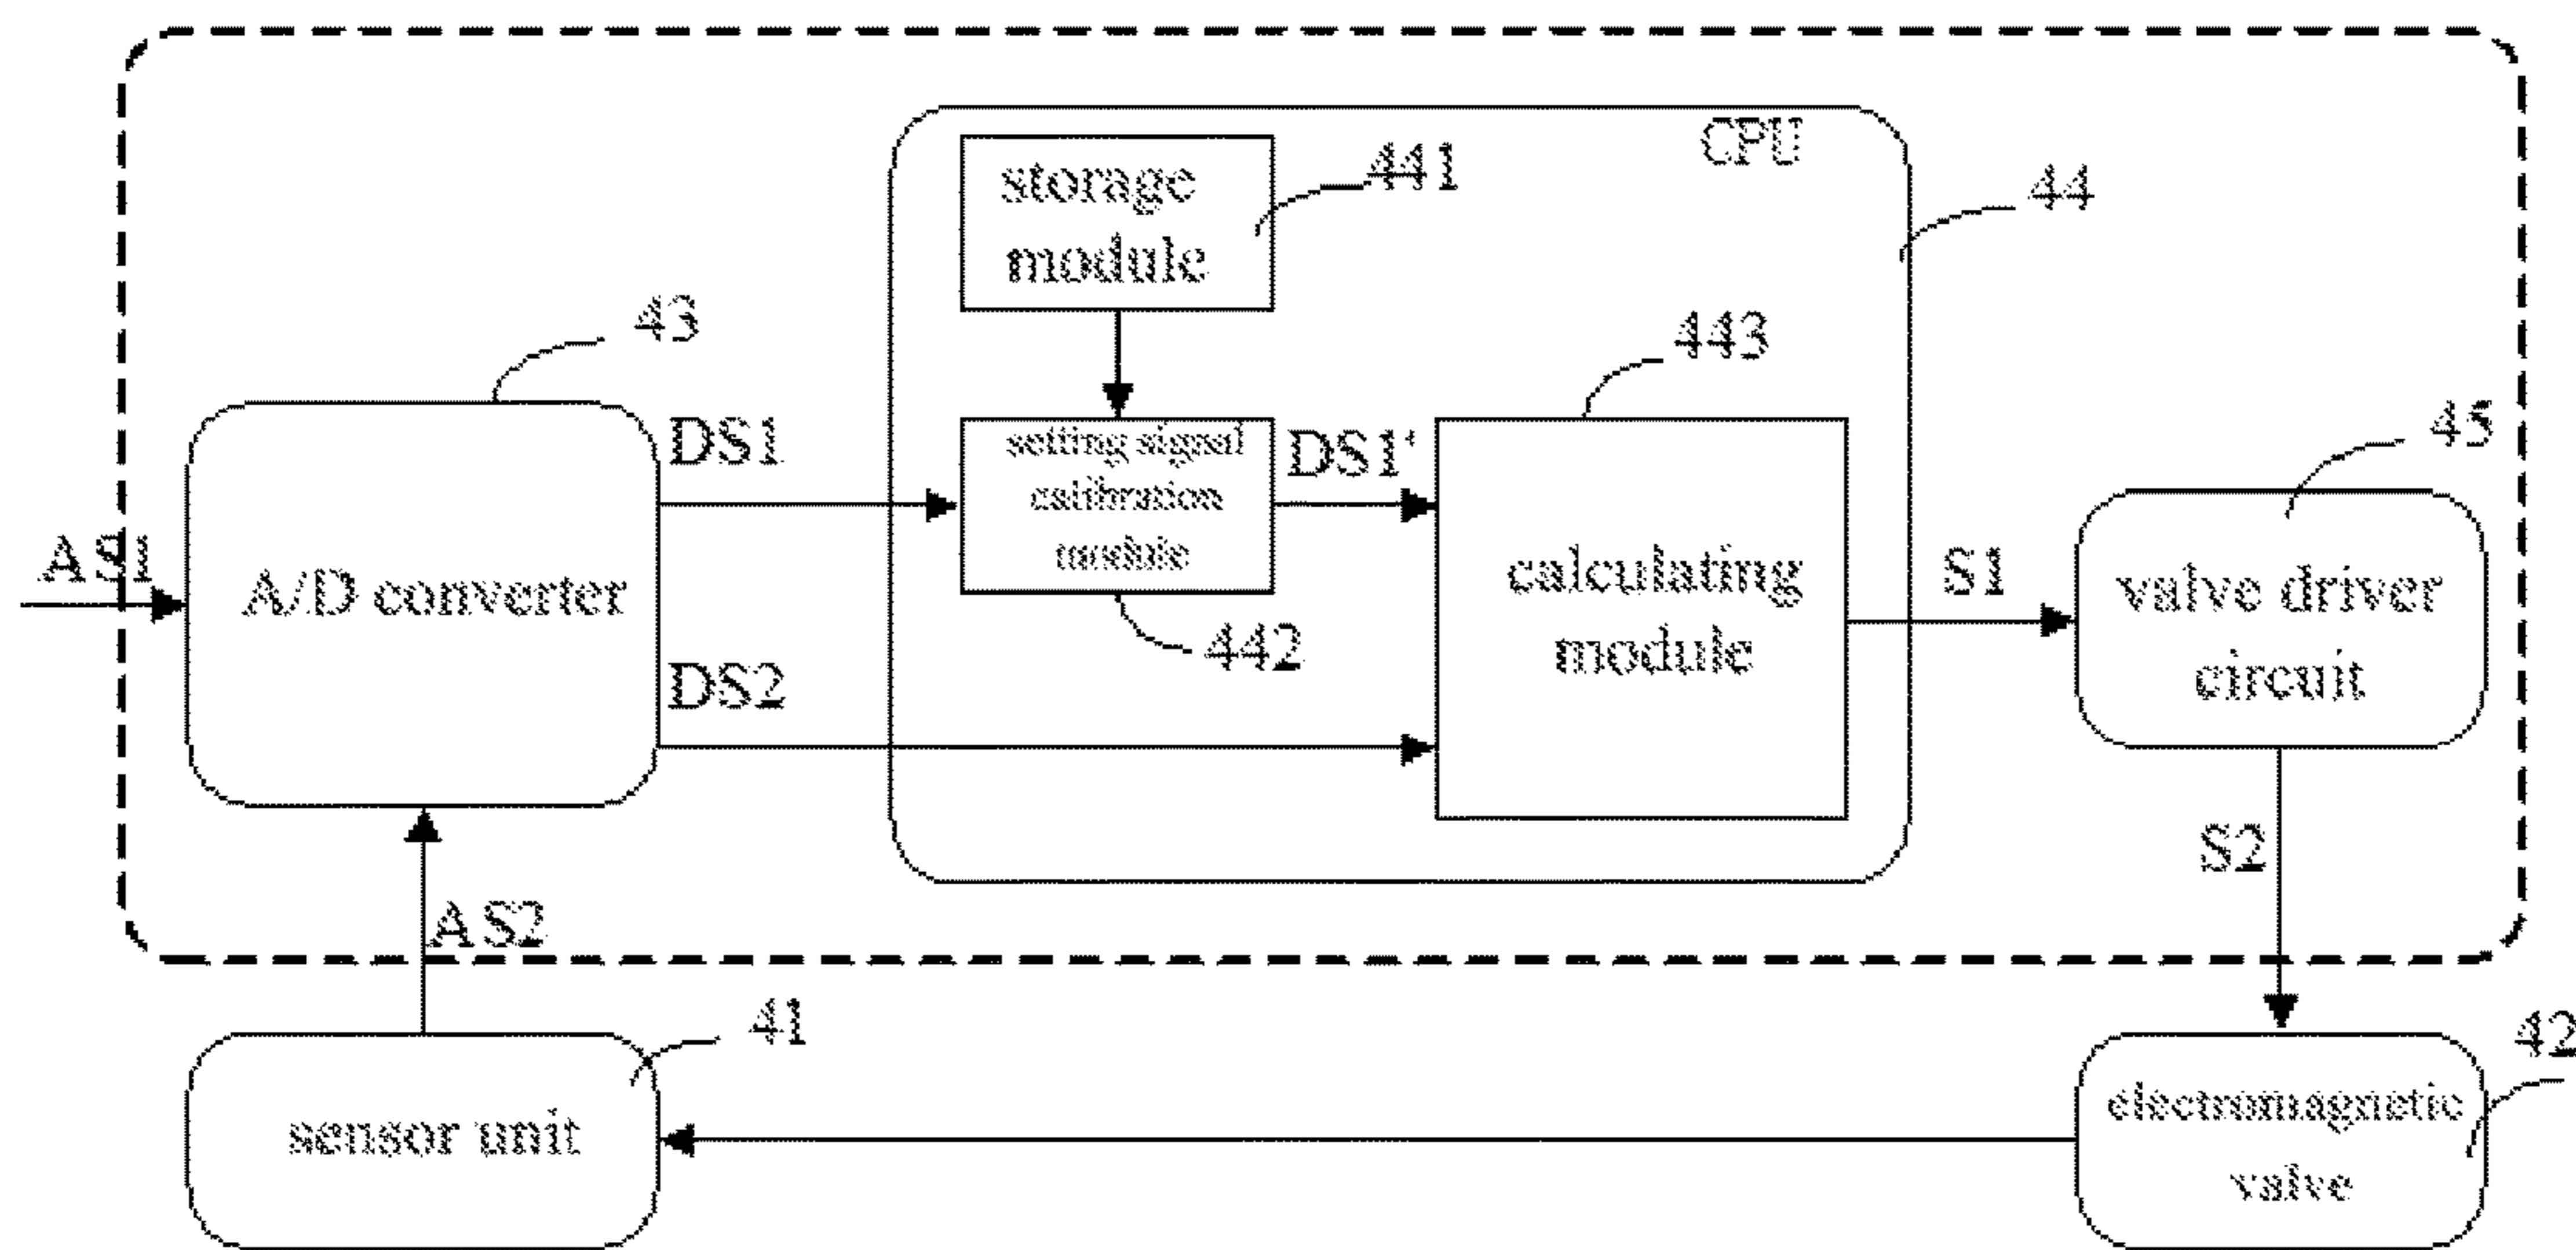 CPU
storage
module
441
44
43
443
DS1
setting signal
calibration
module
DS1'
45
AS1
A/D converter
calculating
module
S1
valve driver
circuit
442
DS2
S2
AS2
41
42
sensor unit
electromagnetic
valve